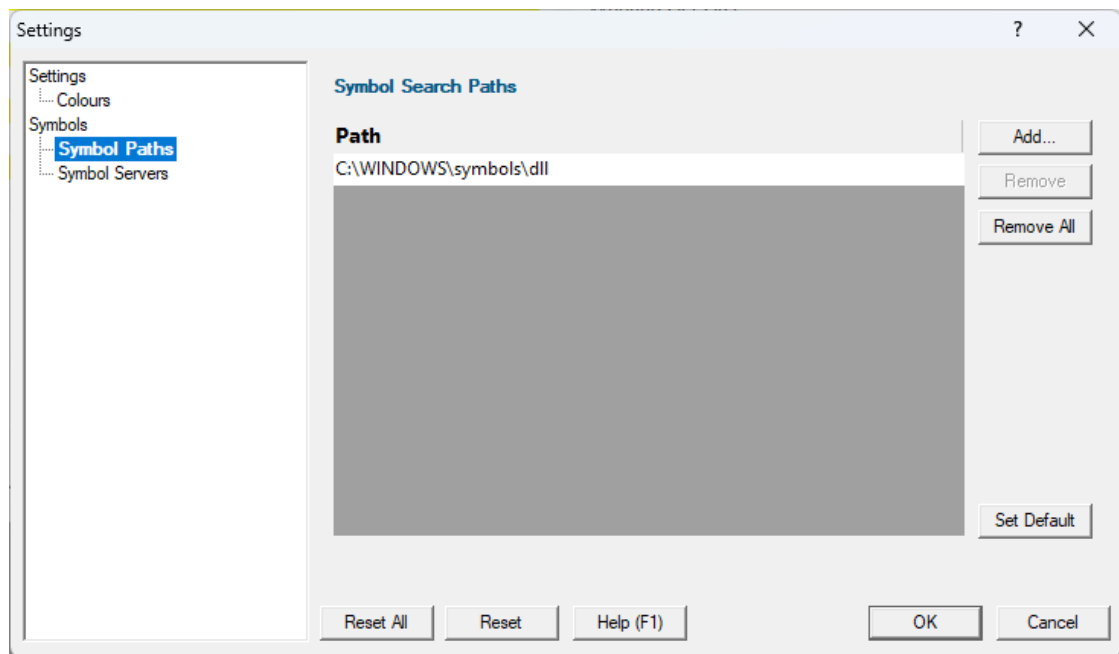 Settings
?
Settings
Colours
Symbols
Symbol Paths
Symbol Servers
Symbol Search Paths
Path
C:\WINDOWS\symbols\dll
Add...
Remove
Remove All
Set Default
Reset All
Reset
Help (F1)
OK
Cancel